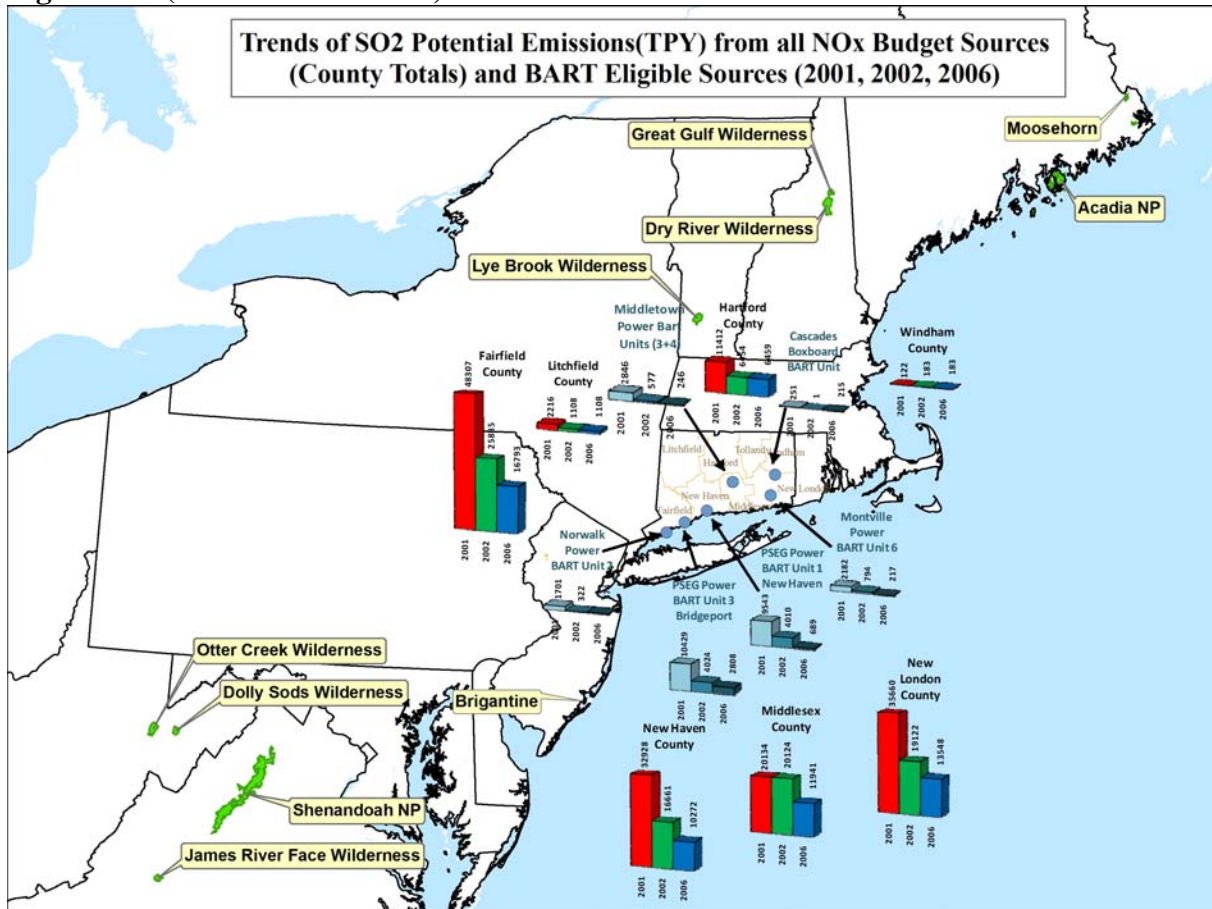 Trends of SO2 Potential Emissions(TPY) from all NOx Budget Sources
(County Totals) and BART Eligible Sources (2001, 2002, 2006)
Moosehorn
Great Gulf Wilderness
Acadia NP
Dry River Wilderness
Lye Brook Wilderness
Middletown
Power Bart
Units (3+4)
2846
577
246
2001
2002
2006
Hartford
County
11412
6454
6459
2001
2002
2006
Cascades
Boxboard
BART Unit
251
1
215
2001
2002
2006
Windham
County
122
183
183
2001
2002
2006
Fairfield
County
48307
16793
2001
2002
2006
Litchfield
County
2216
1108
1108
2001
2002
2006
Litchfield
Tolland
Hartford
New London
New Haven
Fairfield
Norwalk
Power
BART Unit 2
1701
322
2001
2002
2006
PSEG Power
BART Unit 3
Bridgeport
10429
4024
2808
2001
2002
2006
PSEG Power
BART Unit 1
New Haven
9543
4010
689
2001
2002
2006
Montville
Power
BART Unit 6
2182
794
217
2001
2002
2006
Otter Creek Wilderness
Dolly Sods Wilderness
Brigantine
Shenandoah NP
James River Face Wilderness
New Haven
County
32928
16661
10272
2001
2002
2006
Middlesex
County
20134
20124
11941
2001
2002
2006
New
London
County
35660
19122
13548
2001
2002
2006